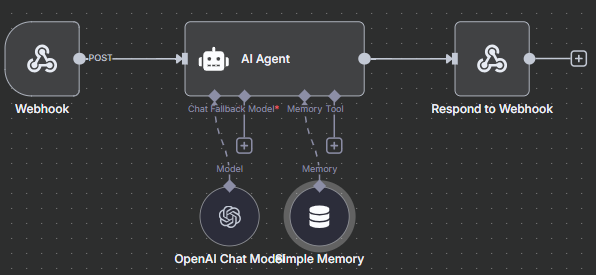 POST
AI Agent
Webhook
Respond to Webhook
Chat Fallback Model* Memory Tool
Model Memory
OpenAI Chat Model Simple Memory